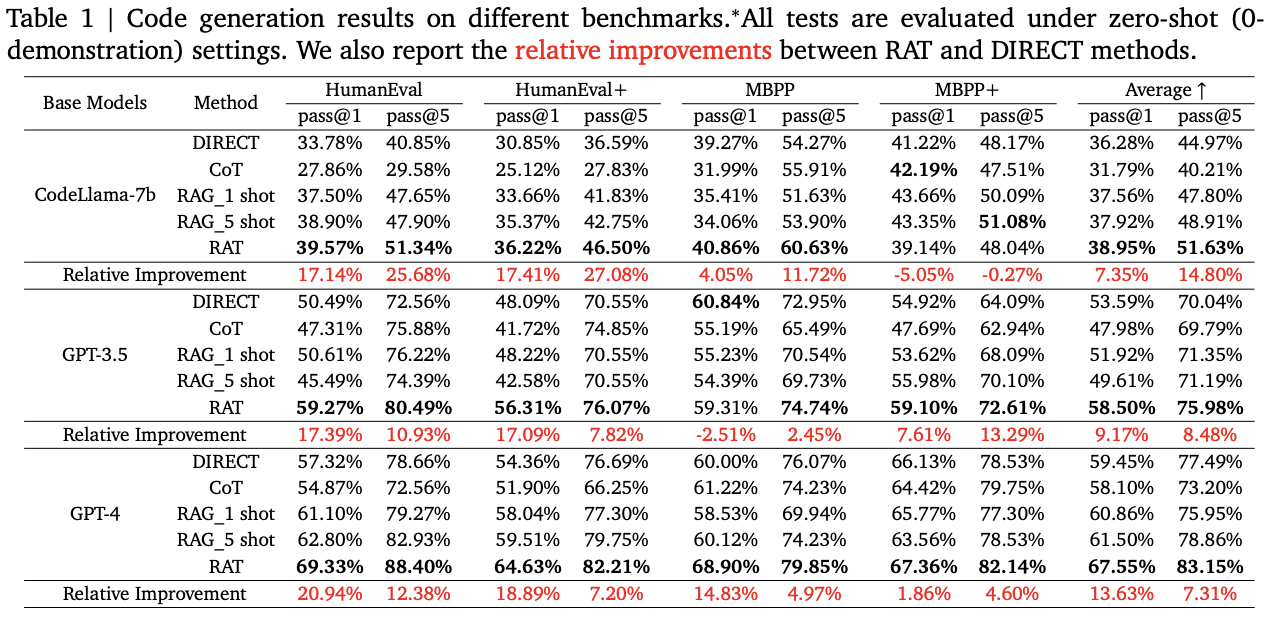 Table 1 | Code generation results on different benchmarks.*All tests are evaluated under zero-shot (0-
demonstration) settings. We also report the relative improvements between RAT and DIRECT methods.
Base Models Method HumanEval HumanEval+ MBPP MBPP+ Average ↑
pass@1 pass@5 pass@1 pass@5 pass@1 pass@5 pass@1 pass@5 pass@1 pass@5
CodeLlama-7b
DIRECT 33.78% 40.85% 30.85% 36.59% 39.27% 54.27% 41.22% 48.17% 36.28% 44.97%
CoT 27.86% 29.58% 25.12% 27.83% 31.99% 55.91% 42.19% 47.51% 31.79% 40.21%
RAG_1 shot 37.50% 47.65% 33.66% 41.83% 35.41% 51.63% 43.66% 50.09% 37.56% 47.80%
RAG_5 shot 38.90% 47.90% 35.37% 42.75% 34.06% 53.90% 43.35% 51.08% 37.92% 48.91%
RAT 39.57% 51.34% 36.22% 46.50% 40.86% 60.63% 39.14% 48.04% 38.95% 51.63%
Relative Improvement 17.14% 25.68% 17.41% 27.08% 4.05% 11.72% -5.05% -0.27% 7.35% 14.80%
GPT-3.5
DIRECT 50.49% 72.56% 48.09% 70.55% 60.84% 72.95% 54.92% 64.09% 53.59% 70.04%
CoT 47.31% 75.88% 41.72% 74.85% 55.19% 65.49% 47.69% 62.94% 47.98% 69.79%
RAG_1 shot 50.61% 76.22% 48.22% 70.55% 55.23% 70.54% 53.62% 68.09% 51.92% 71.35%
RAG_5 shot 45.49% 74.39% 42.58% 70.55% 54.39% 69.73% 55.98% 70.10% 49.61% 71.19%
RAT 59.27% 80.49% 56.31% 76.07% 59.31% 74.74% 59.10% 72.61% 58.50% 75.98%
Relative Improvement 17.39% 10.93% 17.09% 7.82% -2.51% 2.45% 7.61% 13.29% 9.17% 8.48%
GPT-4
DIRECT 57.32% 78.66% 54.36% 76.69% 60.00% 76.07% 66.13% 78.53% 59.45% 77.49%
CoT 54.87% 72.56% 51.90% 66.25% 61.22% 74.23% 64.42% 79.75% 58.10% 73.20%
RAG_1 shot 61.10% 79.27% 58.04% 77.30% 58.53% 69.94% 65.77% 77.30% 60.86% 75.95%
RAG_5 shot 62.80% 82.93% 59.51% 79.75% 60.12% 74.23% 63.56% 78.53% 61.50% 78.86%
RAT 69.33% 88.40% 64.63% 82.21% 68.90% 79.85% 67.36% 82.14% 67.55% 83.15%
Relative Improvement 20.94% 12.38% 18.89% 7.20% 14.83% 4.97% 1.86% 4.60% 13.63% 7.31%